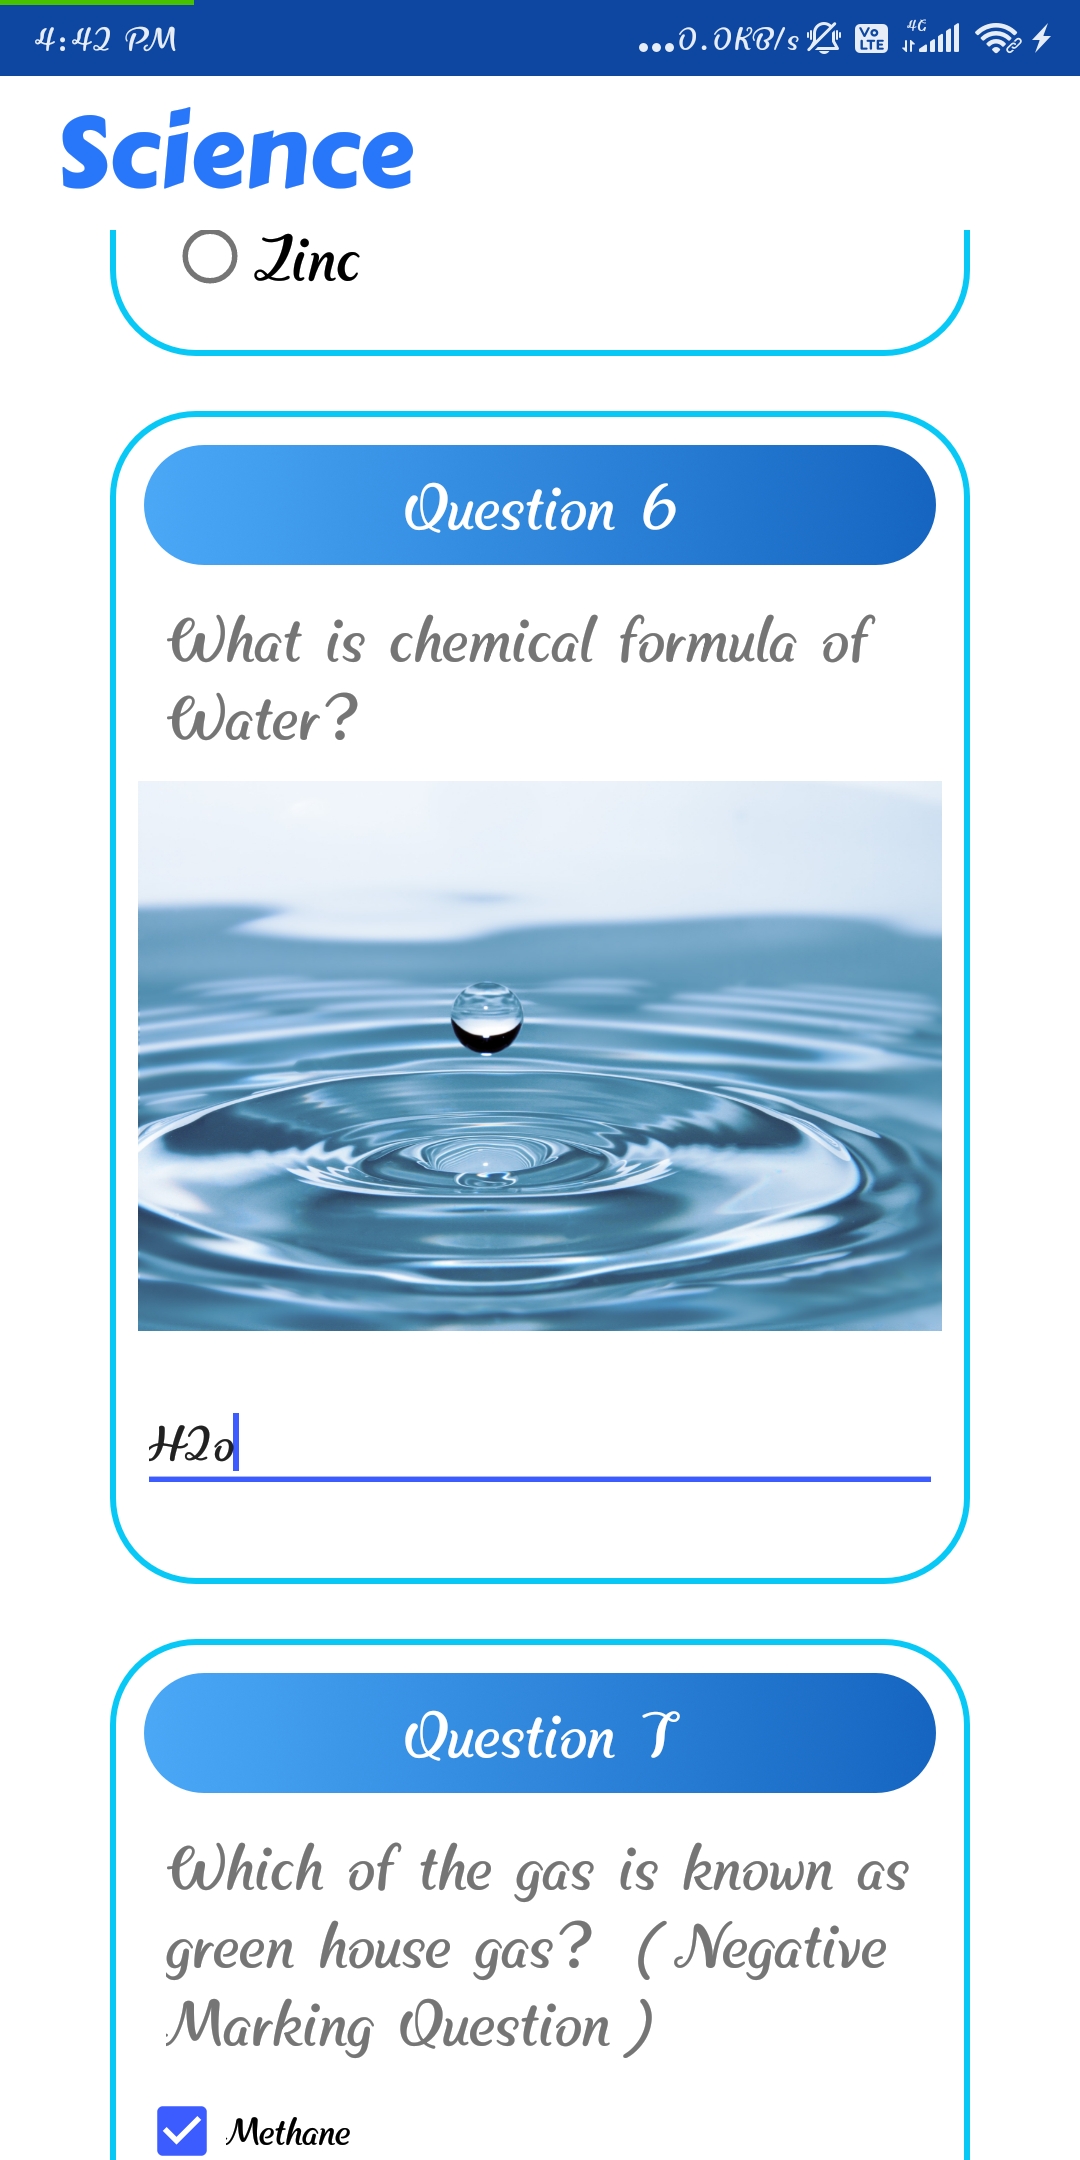 4:42 PM
...0.0KB/s
Vo
LTE
4G
Science
Zinc
Question 6
What is chemical formula of
Water?
H2o
Question 7
Which of the gas is known as
green house gas? (Negative
Marking Question)
Methane